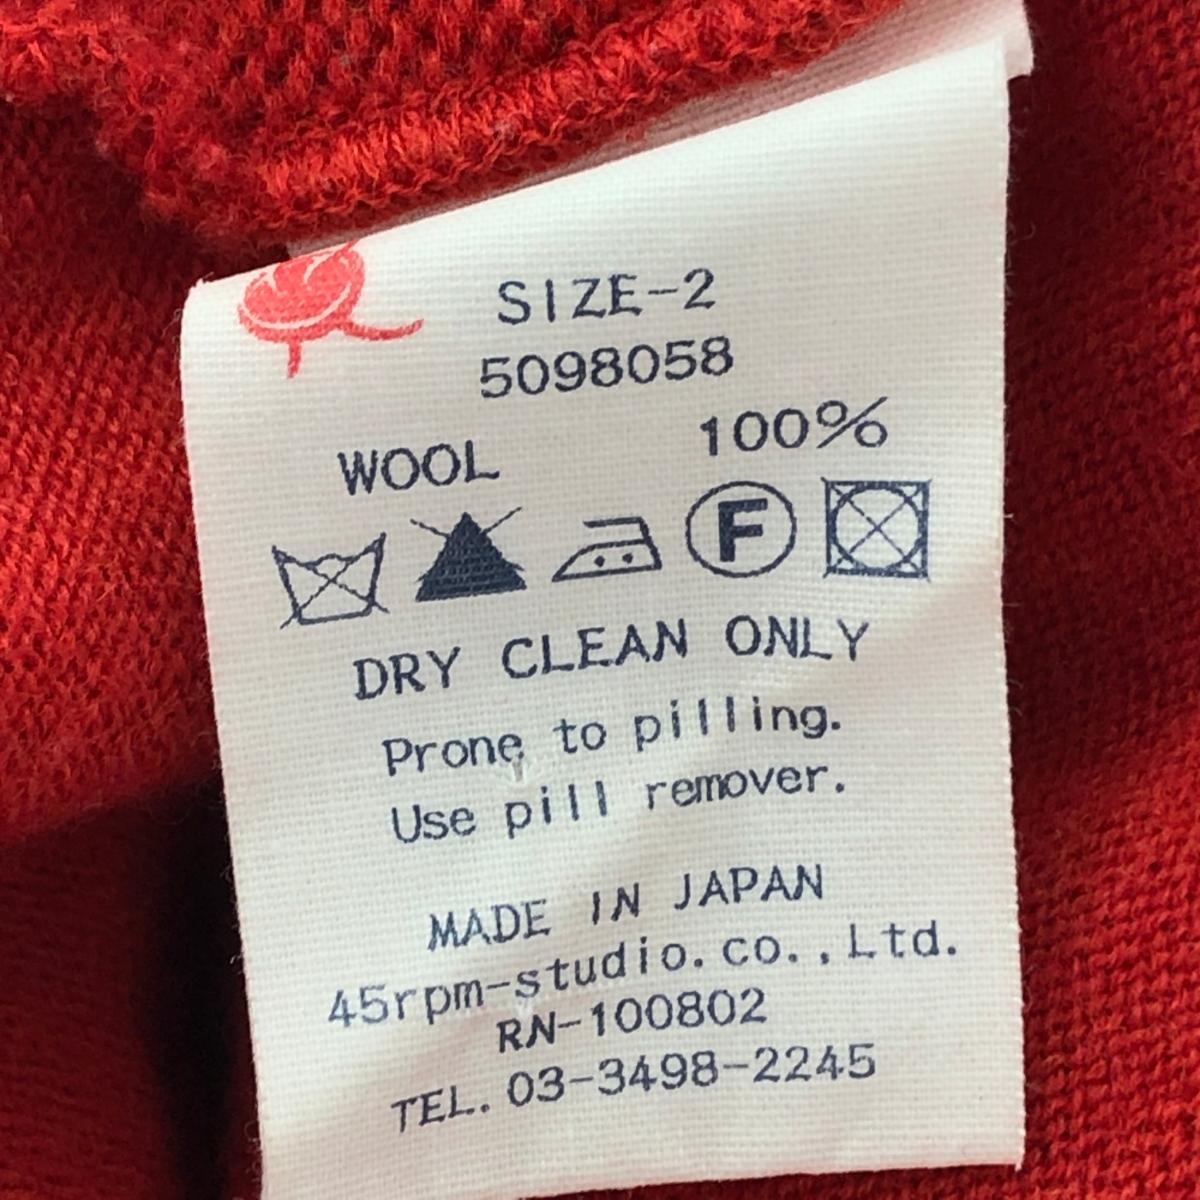 SIZE-2
5098058
WOOL 100%
F
DRY CLEAN ONLY
Prone to pilling.
Use pill remover.
MADE IN JAPAN
45rpm-studio.co.,Ltd.
RN-100802
TEL. 03-3498-2245